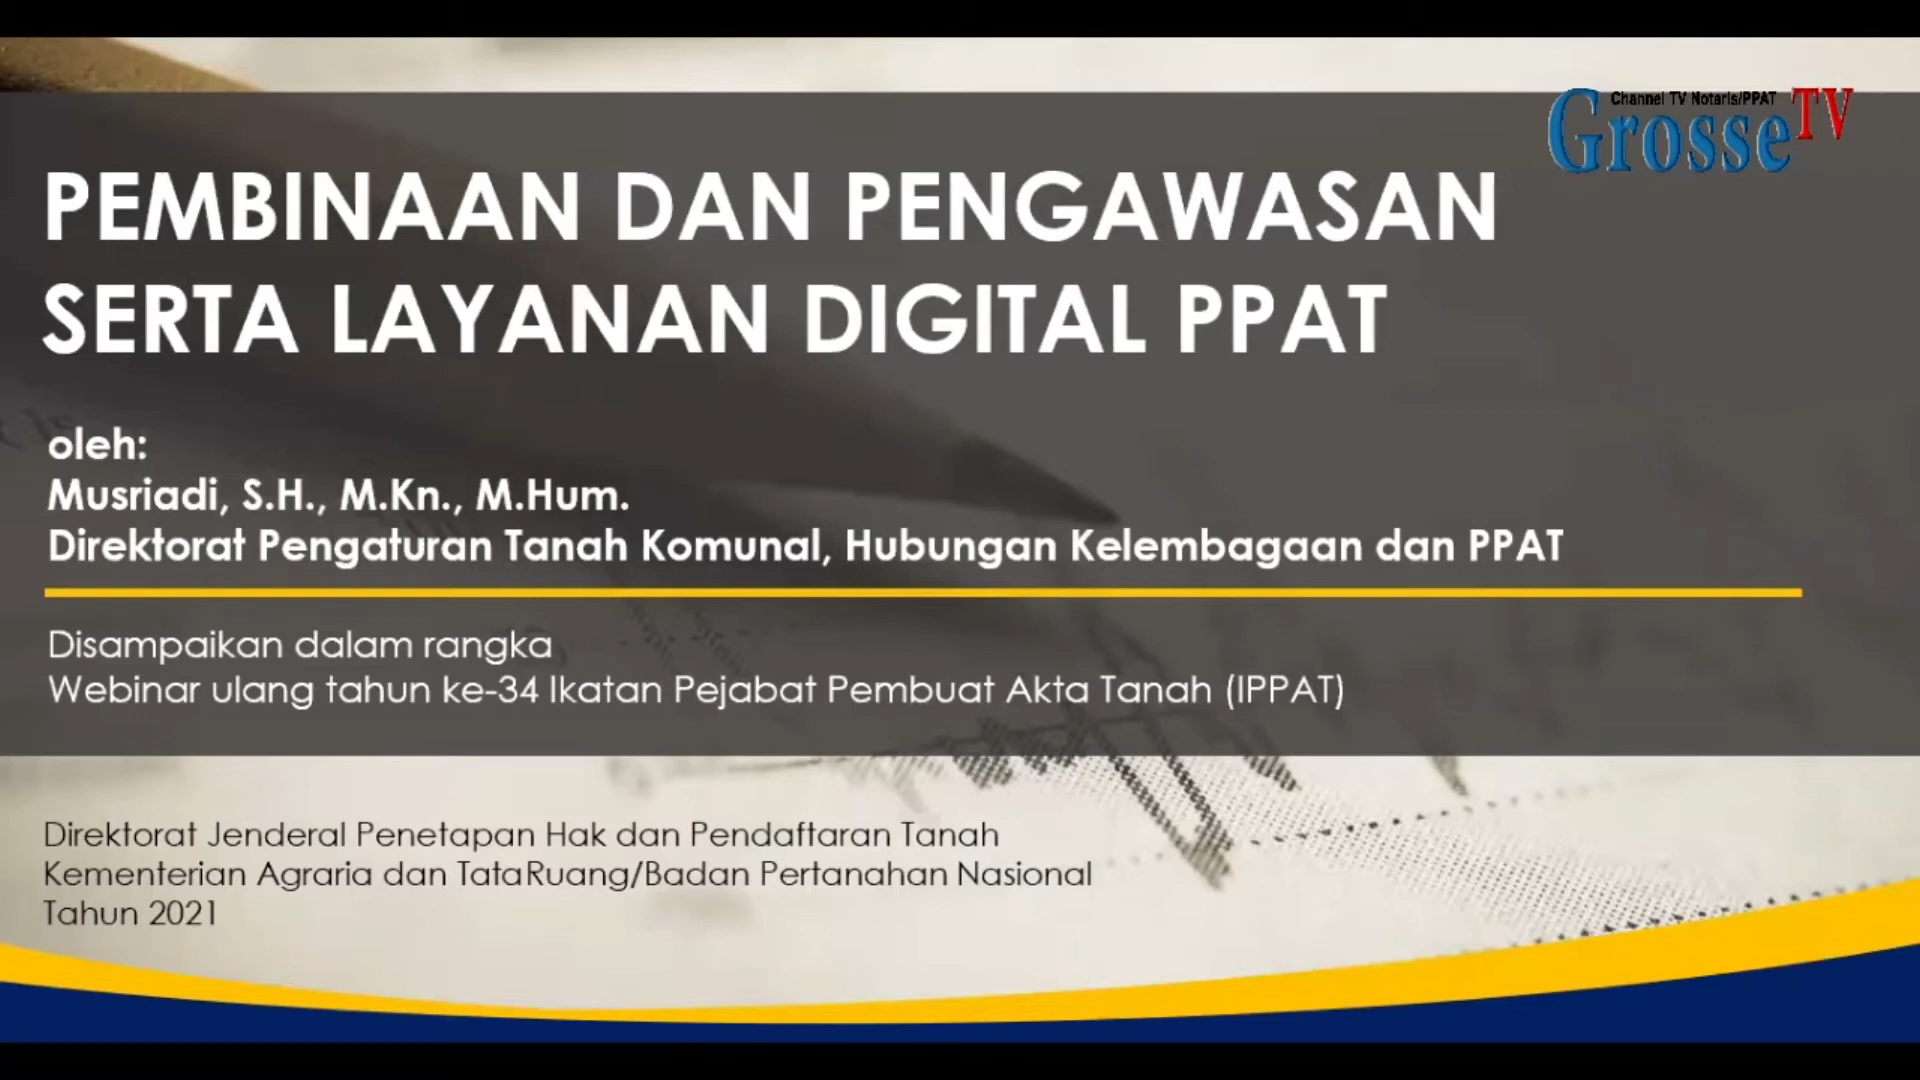 Channel TV Notaris/PPAT
Grosse TV
PEMBINAAN DAN PENGAWASAN
SERTA LAYANAN DIGITAL PPAT
oleh:
Musriadi, S.H., M.Kn., M.Hum.
Direktorat Pengaturan Tanah Komunal, Hubungan Kelembagaan dan PPAT
Disampaikan dalam rangka
Webinar ulang tahun ke-34 Ikatan Pejabat Pembuat Akta Tanah (IPPAT)
Direktorat Jenderal Penetapan Hak dan Pendaftaran Tanah
Kementerian Agraria dan TataRuang/Badan Pertanahan Nasional
Tahun 2021